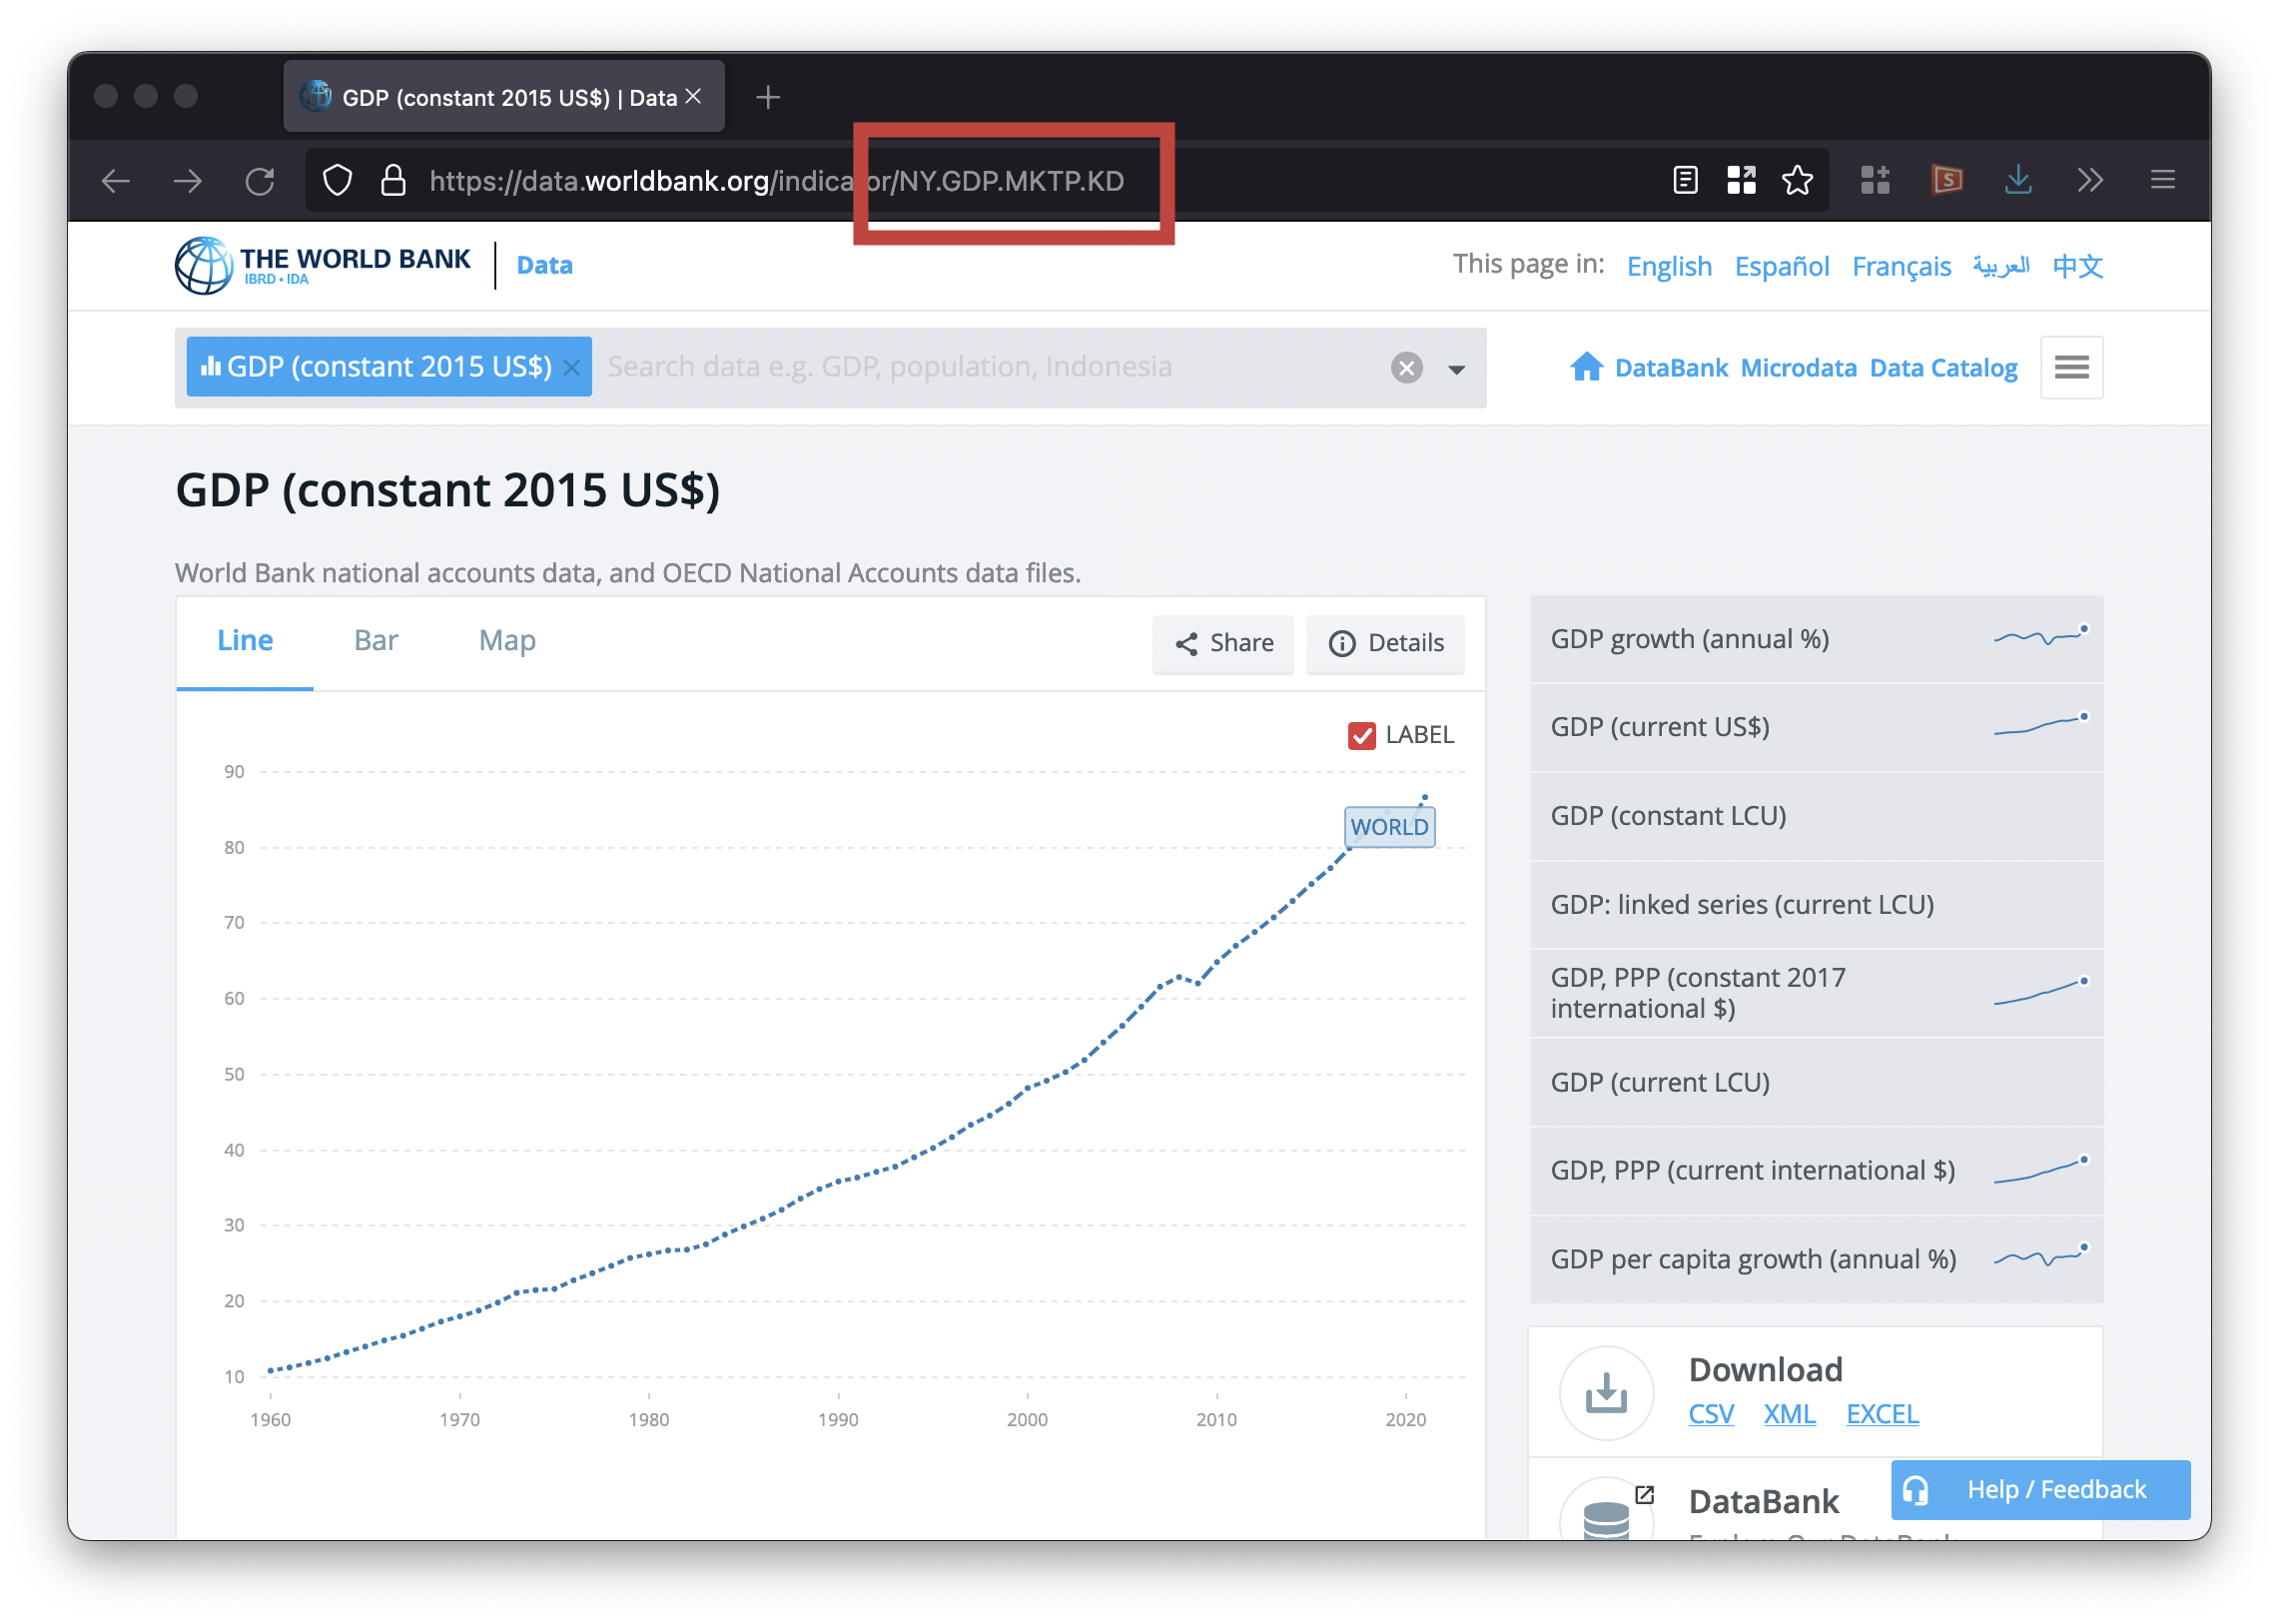 GDP (constant 2015 US$) | Data
https://data.worldbank.org/indicator/NY.GDP.MKTP.KD
THE WORLD BANK
IBRD • IDA
Data
This page in: English Español Français العربية 中文
GDP (constant 2015 US$) Search data e.g. GDP, population, Indonesia
DataBank Microdata Data Catalog
GDP (constant 2015 US$)
World Bank national accounts data, and OECD National Accounts data files.
Line Bar Map Share Details
LABEL
WORLD
90
80
70
60
50
40
30
20
10
1960 1970 1980 1990 2000 2010 2020
GDP growth (annual %)
GDP (current US$)
GDP (constant LCU)
GDP: linked series (current LCU)
GDP, PPP (constant 2017
international $)
GDP (current LCU)
GDP, PPP (current international $)
GDP per capita growth (annual %)
Download
CSV XML EXCEL
DataBank
Explore Our DataBank
Help / Feedback